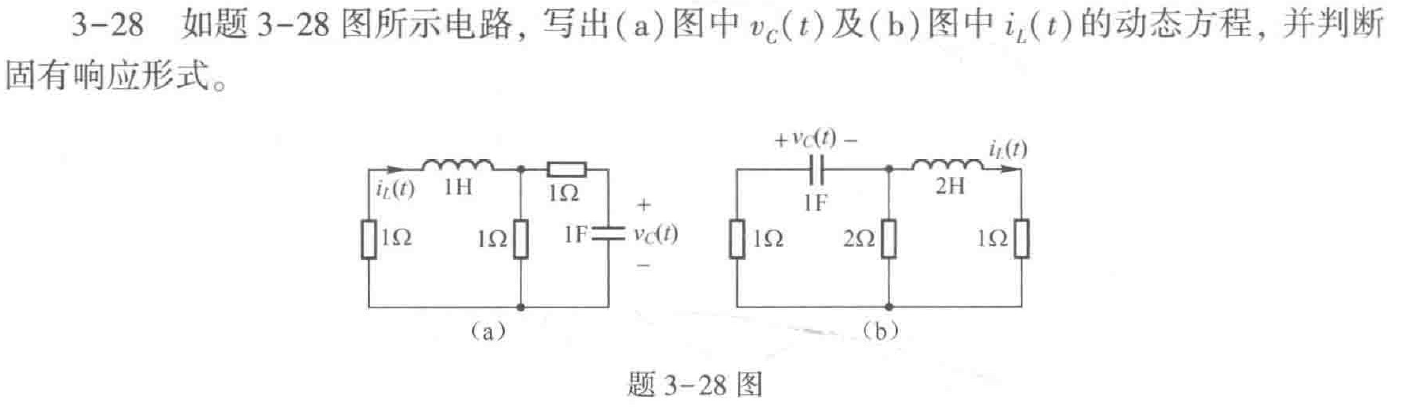 3-28 如题 3-28 图所示电路，写出(a)图中 v_C(t)及(b)图中 i_L(t)的动态方程，并判断
固有响应形式。
i_L(t) 1H 1Ω
1Ω 1Ω 1F + v_C(t) −
(a)
+ v_C(t) −
1F 2H i_L(t)
1Ω 2Ω 1Ω
(b)
题 3-28 图